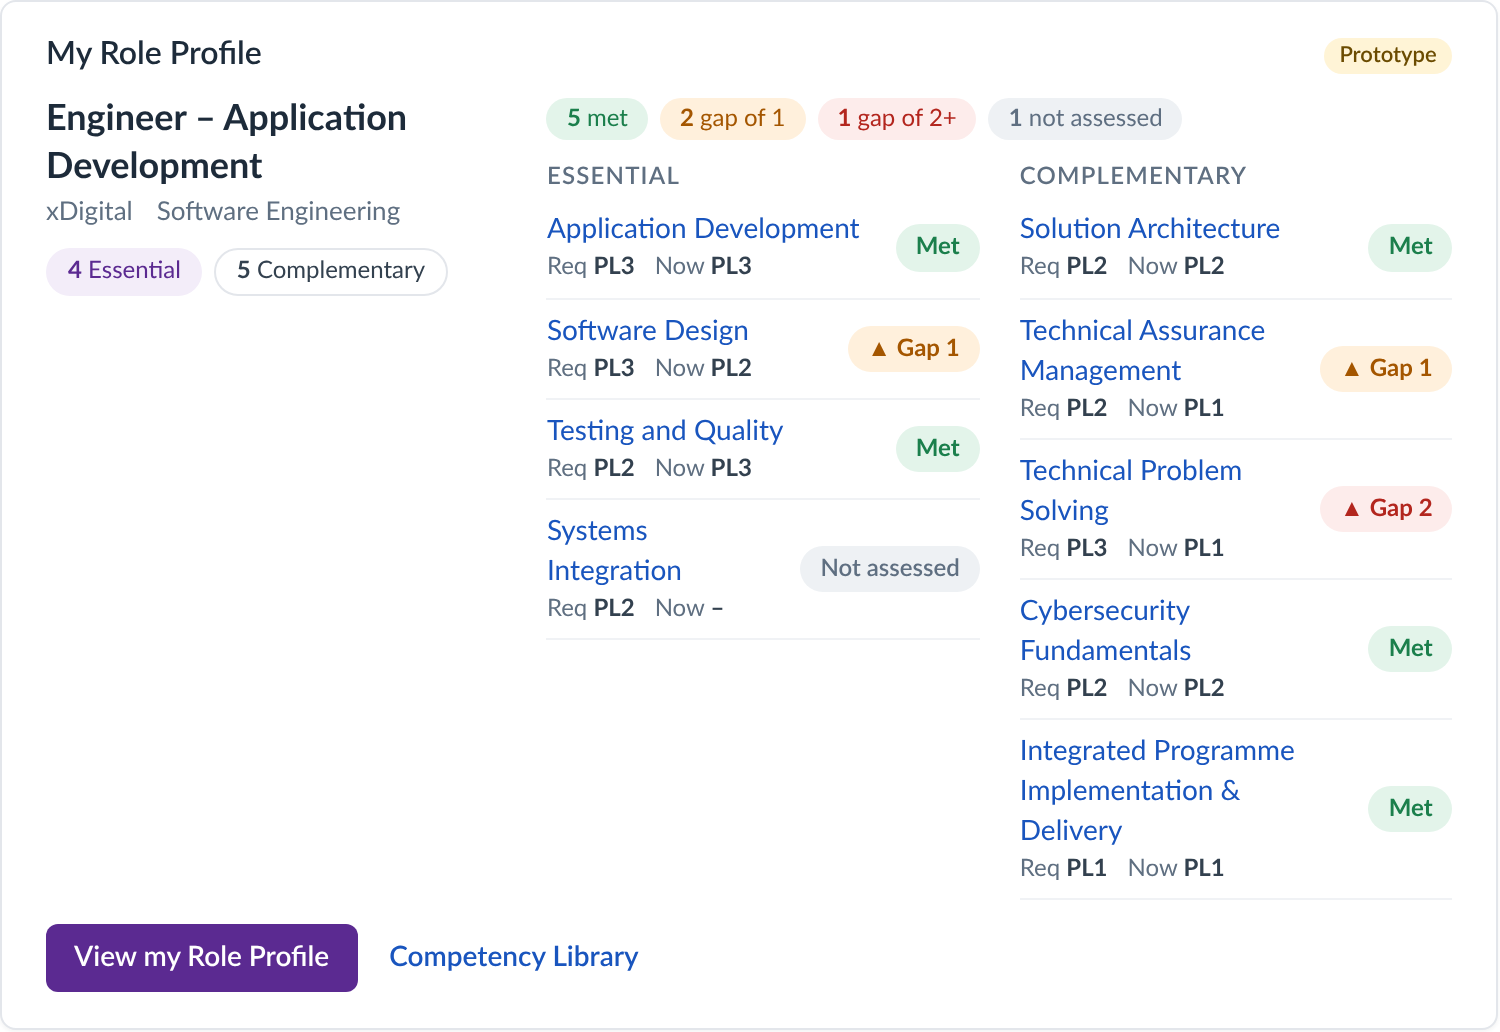 My Role Profile
Prototype
Engineer – Application
Development
xDigital Software Engineering
4 Essential 5 Complementary
5 met 2 gap of 1 1 gap of 2+ 1 not assessed
ESSENTIAL
Application Development
Req PL3 Now PL3
Met
Software Design
Req PL3 Now PL2
▲ Gap 1
Testing and Quality
Req PL2 Now PL3
Met
Systems
Integration
Req PL2 Now –
Not assessed
COMPLEMENTARY
Solution Architecture
Req PL2 Now PL2
Met
Technical Assurance
Management
Req PL2 Now PL1
▲ Gap 1
Technical Problem
Solving
Req PL3 Now PL1
▲ Gap 2
Cybersecurity
Fundamentals
Req PL2 Now PL2
Met
Integrated Programme
Implementation &
Delivery
Req PL1 Now PL1
Met
View my Role Profile
Competency Library